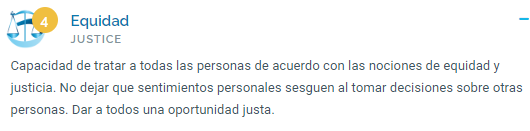 4
Equidad
JUSTICE
Capacidad de tratar a todas las personas de acuerdo con las nociones de equidad y
justicia. No dejar que sentimientos personales sesguen al tomar decisiones sobre otras
personas. Dar a todos una oportunidad justa.